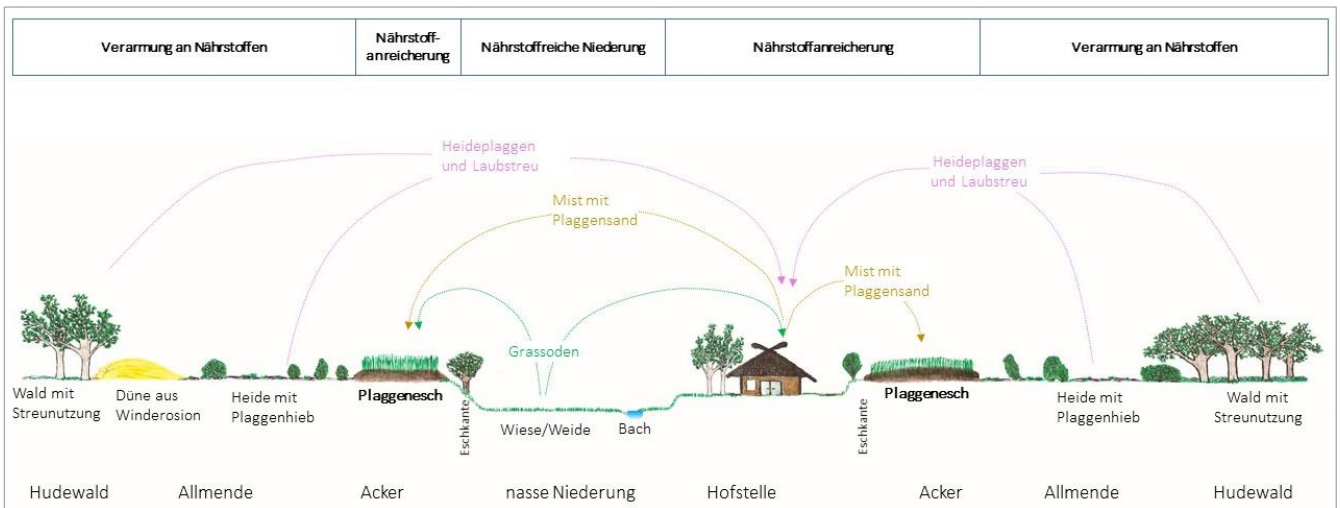 Verarmung an Nährstoffen
Nährstoff-
anreicherung
Nährstoffreiche Niederung
Nährstoffanreicherung
Verarmung an Nährstoffen
Heideplaggen
und Laubstreu
Heideplaggen
und Laubstreu
Mist mit
Plaggensand
Mist mit
Plaggensand
Grassoden
Wald mit
Streunutzung
Düne aus
Winderosion
Heide mit
Plaggenhieb
Plaggenesch
Eschkante
Wiese/Weide
Bach
Eschkante
Plaggenesch
Heide mit
Plaggenhieb
Wald mit
Streunutzung
Hudewald
Allmende
Acker
nasse Niederung
Hofstelle
Acker
Allmende
Hudewald